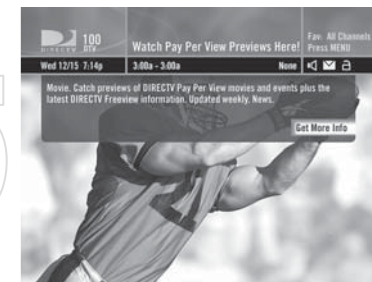 DIRECTV
100
DTV
Watch Pay Per View Previews Here!
Fav: All Channels
Press MENU
Wed 12/15 7:14p
3:00a - 3:00a
None
Movie. Catch previews of DIRECTV Pay Per View movies and events plus the
latest DIRECTV Freeview information. Updated weekly. News.
Get More Info